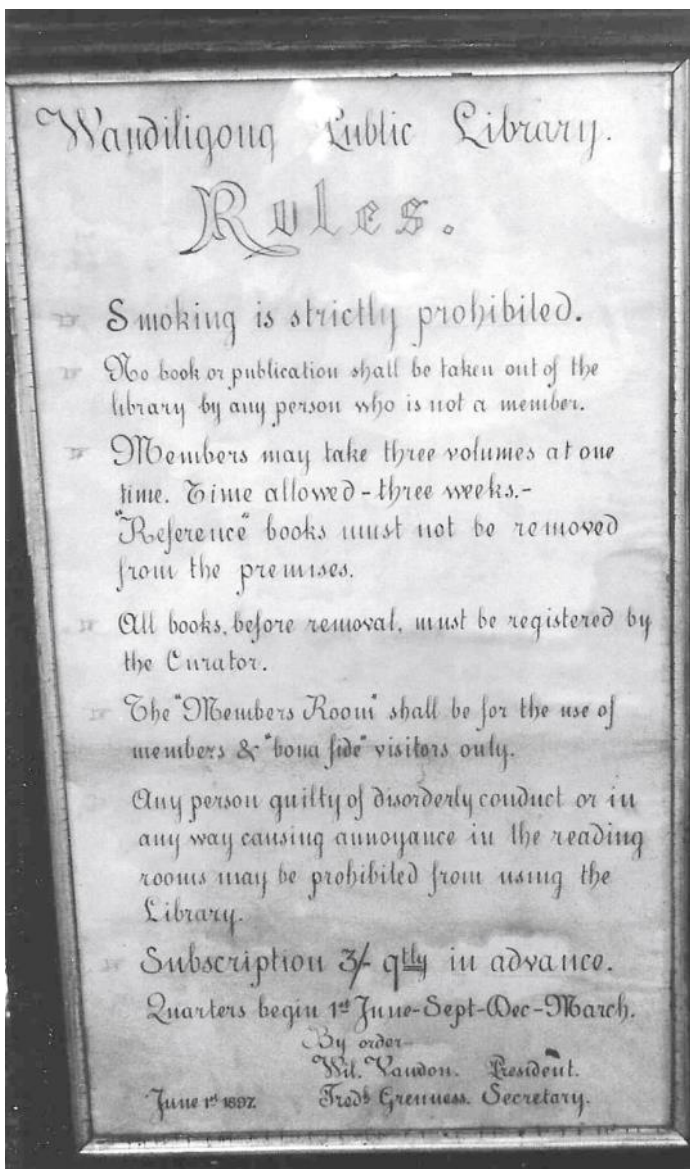 Wandiligong Public Library.
Rules.
Smoking is strictly prohibited.
No book or publication shall be taken out of the
library by any person who is not a member.
Members may take three volumes at one
time. Time allowed - three weeks. -
"Reference" books must not be removed
from the premises.
All books, before removal, must be registered by
the Curator.
The "Members Room" shall be for the use of
members & "bona fide" visitors only.
Any person guilty of disorderly conduct or in
any way causing annoyance in the reading
rooms may be prohibited from using the
Library.
Subscription 3/- qtly in advance.
Quarters begin 1st June-Sept-Dec-March.
By order-
Wil. Vaudon. President.
June 1st 1897. Fredk Grenness. Secretary.